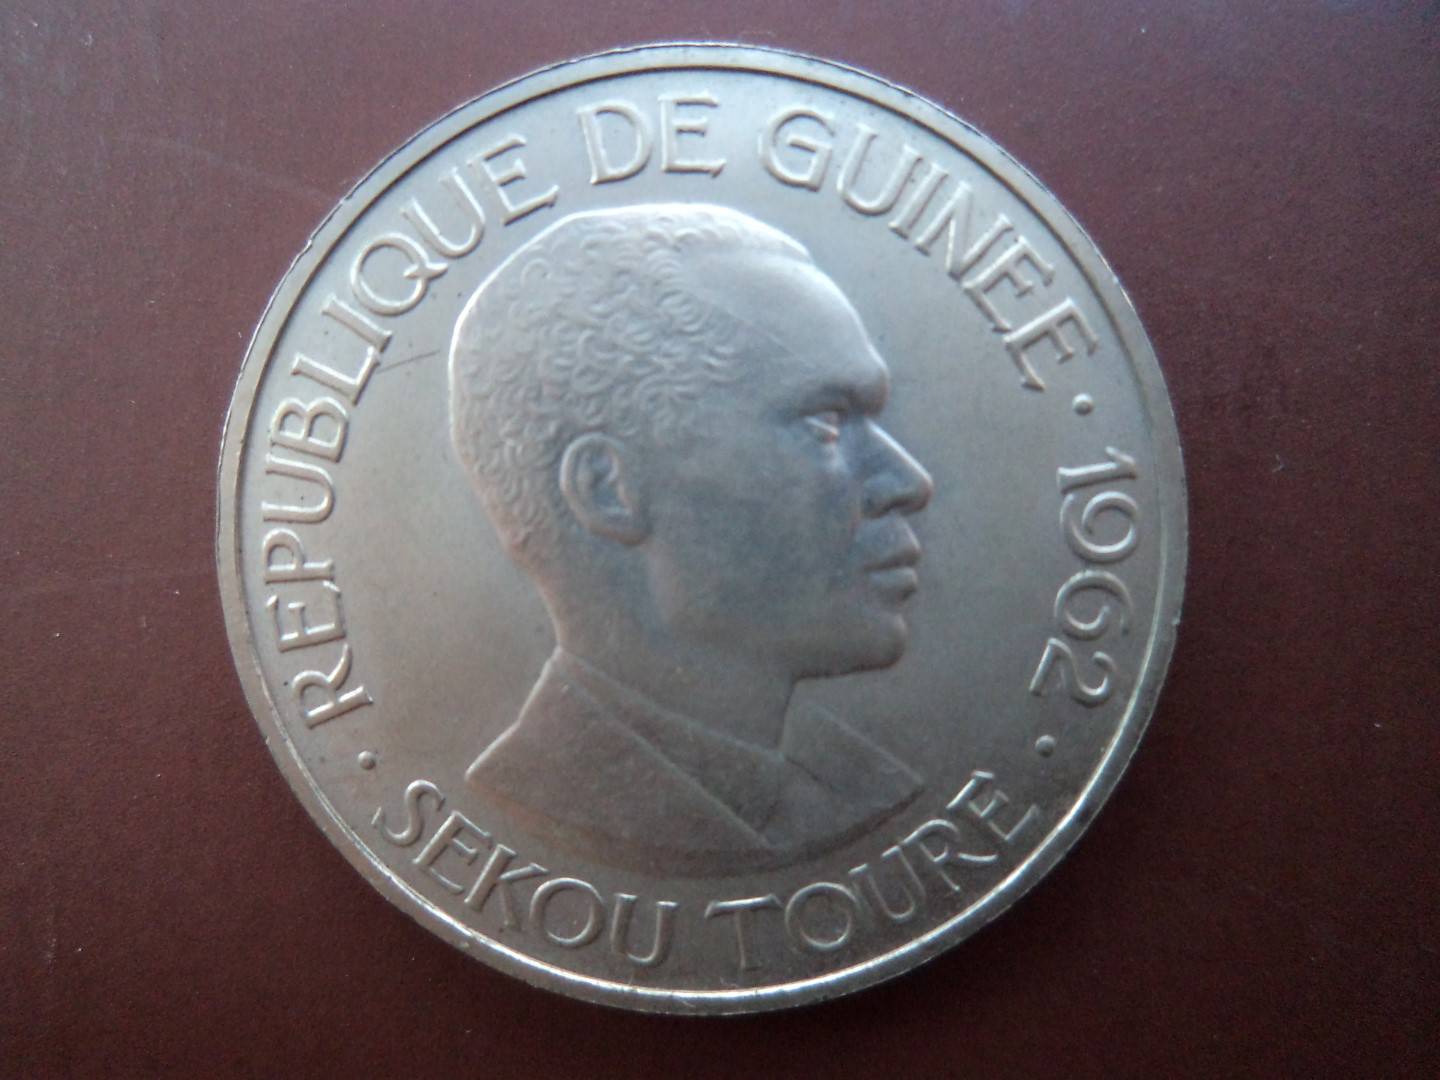 REPUBLIQUE DE GUINEE · 1962 ·
SEKOU TOURE ·